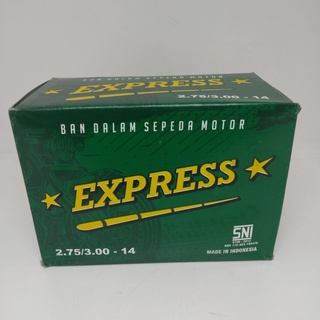 BAN DALAM SEPEDA MOTOR
2.75/3.00 - 14
BAN DALAM SEPEDA MOTOR
EXPRESS
2.75/3.00 - 14
SNI
MADE IN INDONESIA